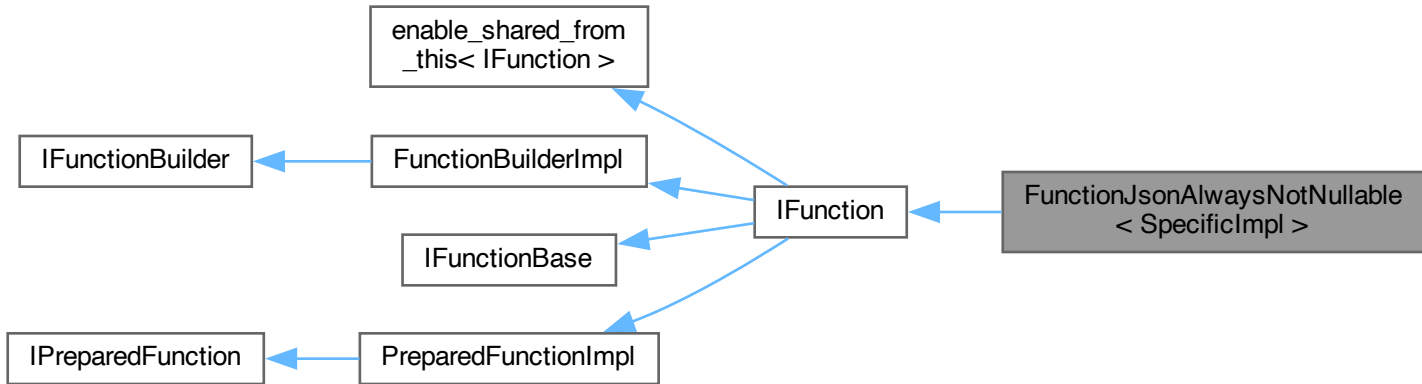 enable_shared_from
_this< IFunction >
IFunctionBuilder
FunctionBuilderImpl
IFunction
FunctionJsonAlwaysNotNullable
< SpecificImpl >
IFunctionBase
IPreparedFunction
PreparedFunctionImpl